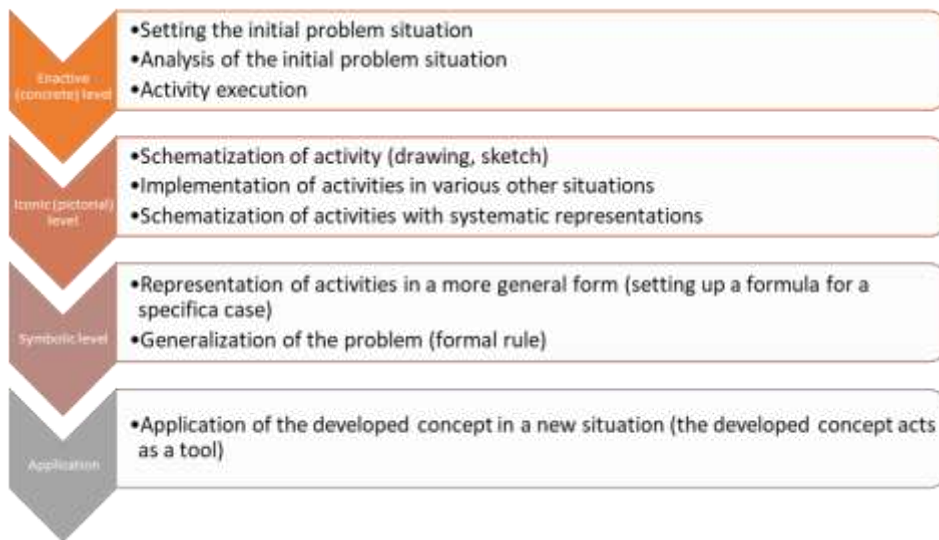 Enactive
(concrete) level
•Setting the initial problem situation
•Analysis of the initial problem situation
•Activity execution
Iconic (pictorial)
level
•Schematization of activity (drawing, sketch)
•Implementation of activities in various other situations
•Schematization of activities with systematic representations
Symbolic level
•Representation of activities in a more general form (setting up a formula for a
specifica case)
•Generalization of the problem (formal rule)
Application
•Application of the developed concept in a new situation (the developed concept acts
as a tool)